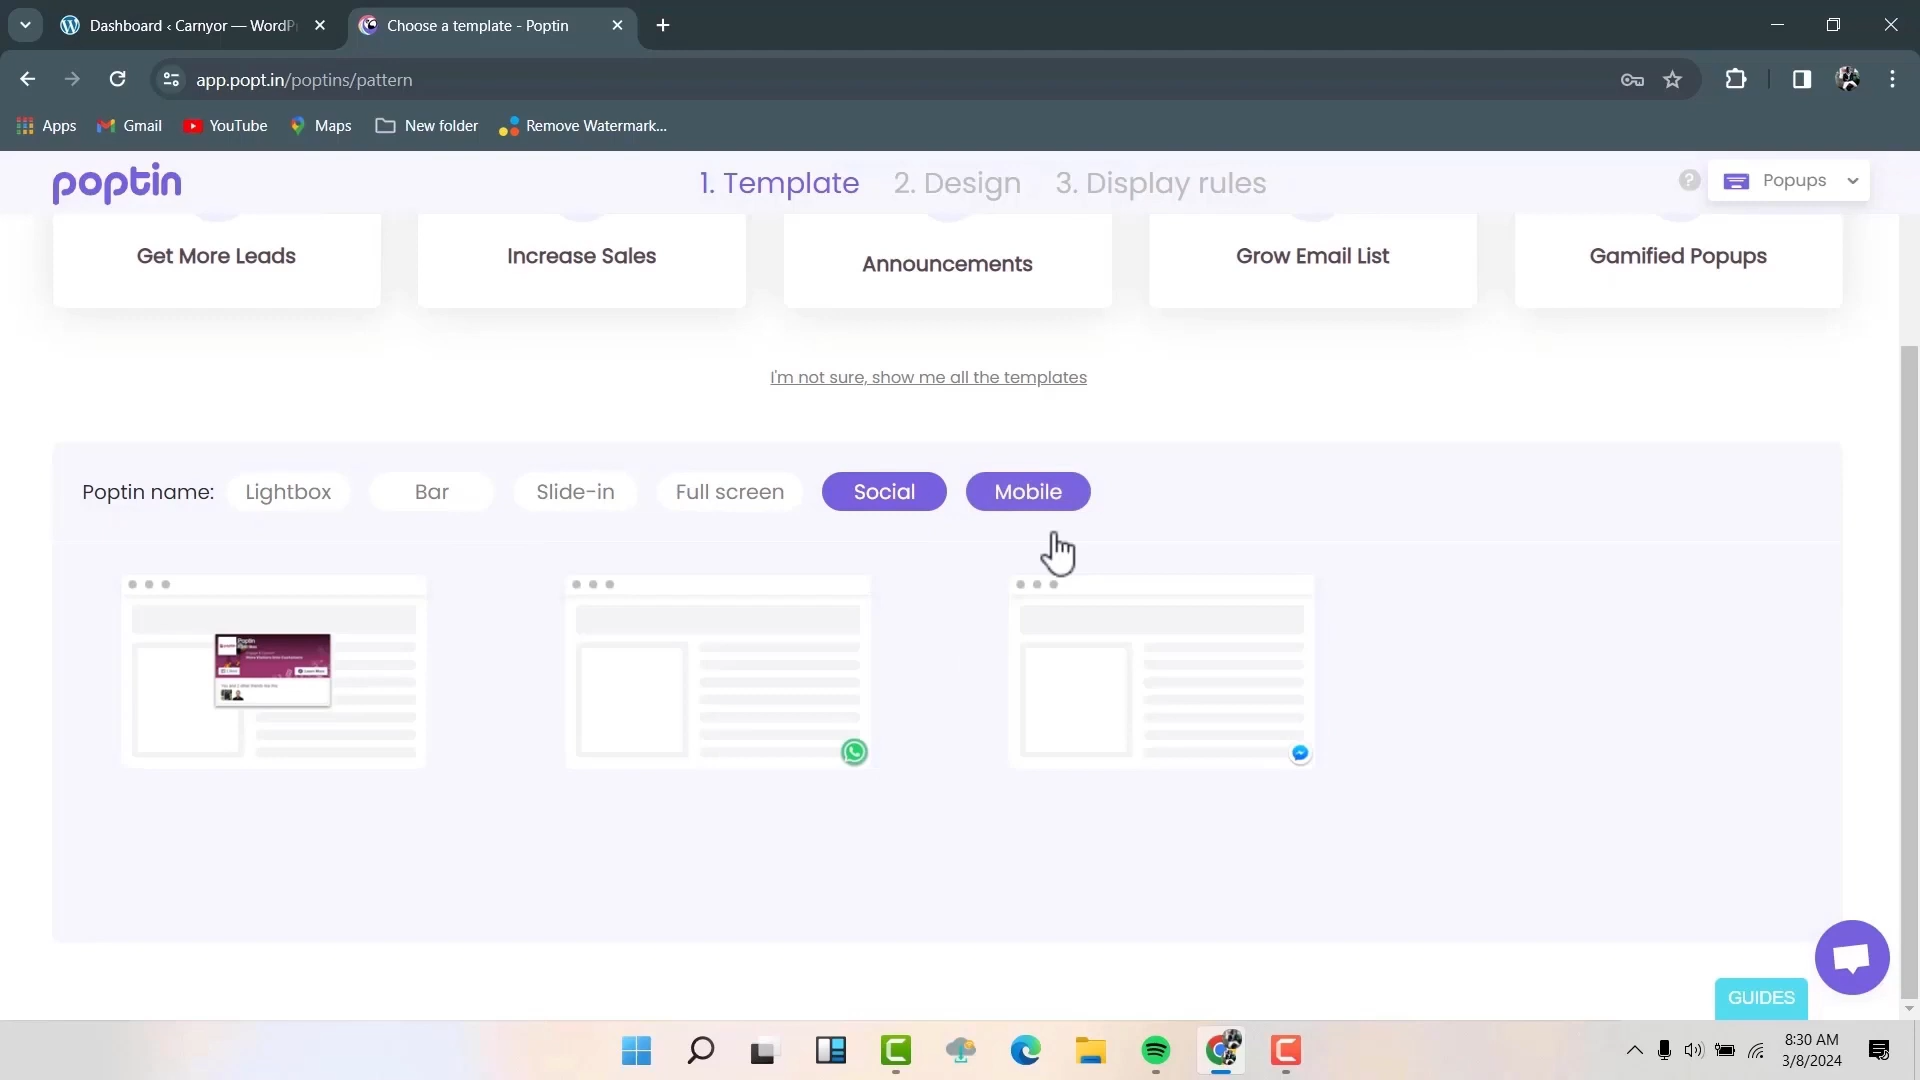 Dashboard ‹ Carnyor — WordP
Choose a template - Poptin
app.popt.in/poptins/pattern
Apps
Gmail
YouTube
Maps
New folder
Remove Watermark...
poptin
1. Template
2. Design
3. Display rules
? Popups
Get More Leads
Increase Sales
Announcements
Grow Email List
Gamified Popups
I'm not sure, show me all the templates
Poptin name:
Lightbox
Bar
Slide-in
Full screen
Social
Mobile
Poptin
GUIDES
8:30 AM
3/8/2024